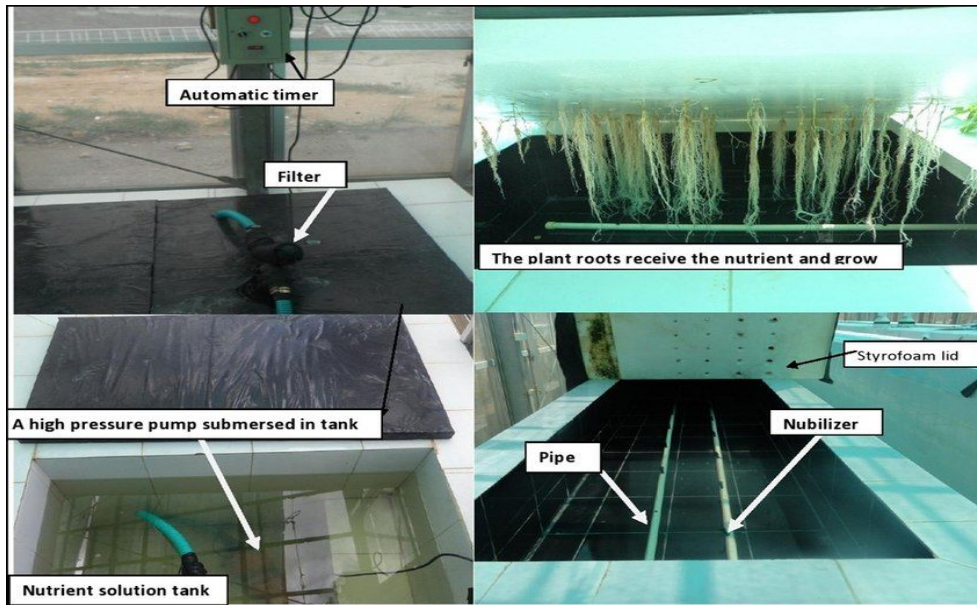 Automatic timer
Filter
The plant roots receive the nutrient and grow
A high pressure pump submersed in tank
Nutrient solution tank
Styrofoam lid
Nubilizer
Pipe